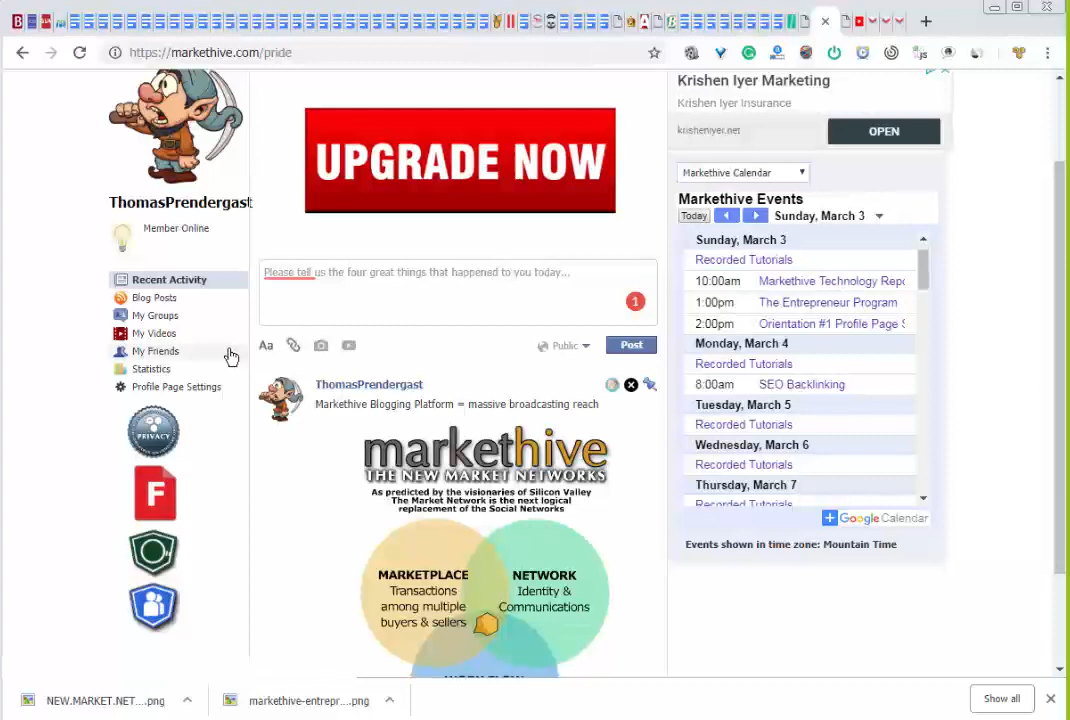 https://markethive.com/pride
ThomasPrendergast
Member Online
Recent Activity
Blog Posts
My Groups
My Videos
My Friends
Statistics
Profile Page Settings
PRIVACY
F
UPGRADE NOW
Please tell us the four great things that happened to you today...
1
Aa
Public
Post
ThomasPrendergast
Markethive Blogging Platform = massive broadcasting reach
markethive
THE NEW MARKET NETWORKS
As predicted by the visionaries of Silicon Valley
The Market Network is the next logical
replacement of the Social Networks
MARKETPLACE
Transactions
among multiple
buyers & sellers
NETWORK
Identity &
Communications
Krishen Iyer Marketing
Krishen Iyer Insurance
krisheniyer.net
OPEN
Markethive Calendar
Markethive Events
Today
Sunday, March 3
Sunday, March 3
Recorded Tutorials
10:00am Markethive Technology Repo
1:00pm The Entrepreneur Program
2:00pm Orientation #1 Profile Page S
Monday, March 4
Recorded Tutorials
8:00am SEO Backlinking
Tuesday, March 5
Recorded Tutorials
Wednesday, March 6
Recorded Tutorials
Thursday, March 7
Recorded Tutorials
Google Calendar
Events shown in time zone: Mountain Time
NEW.MARKET.NET....png
markethive-entrepr....png
Show all